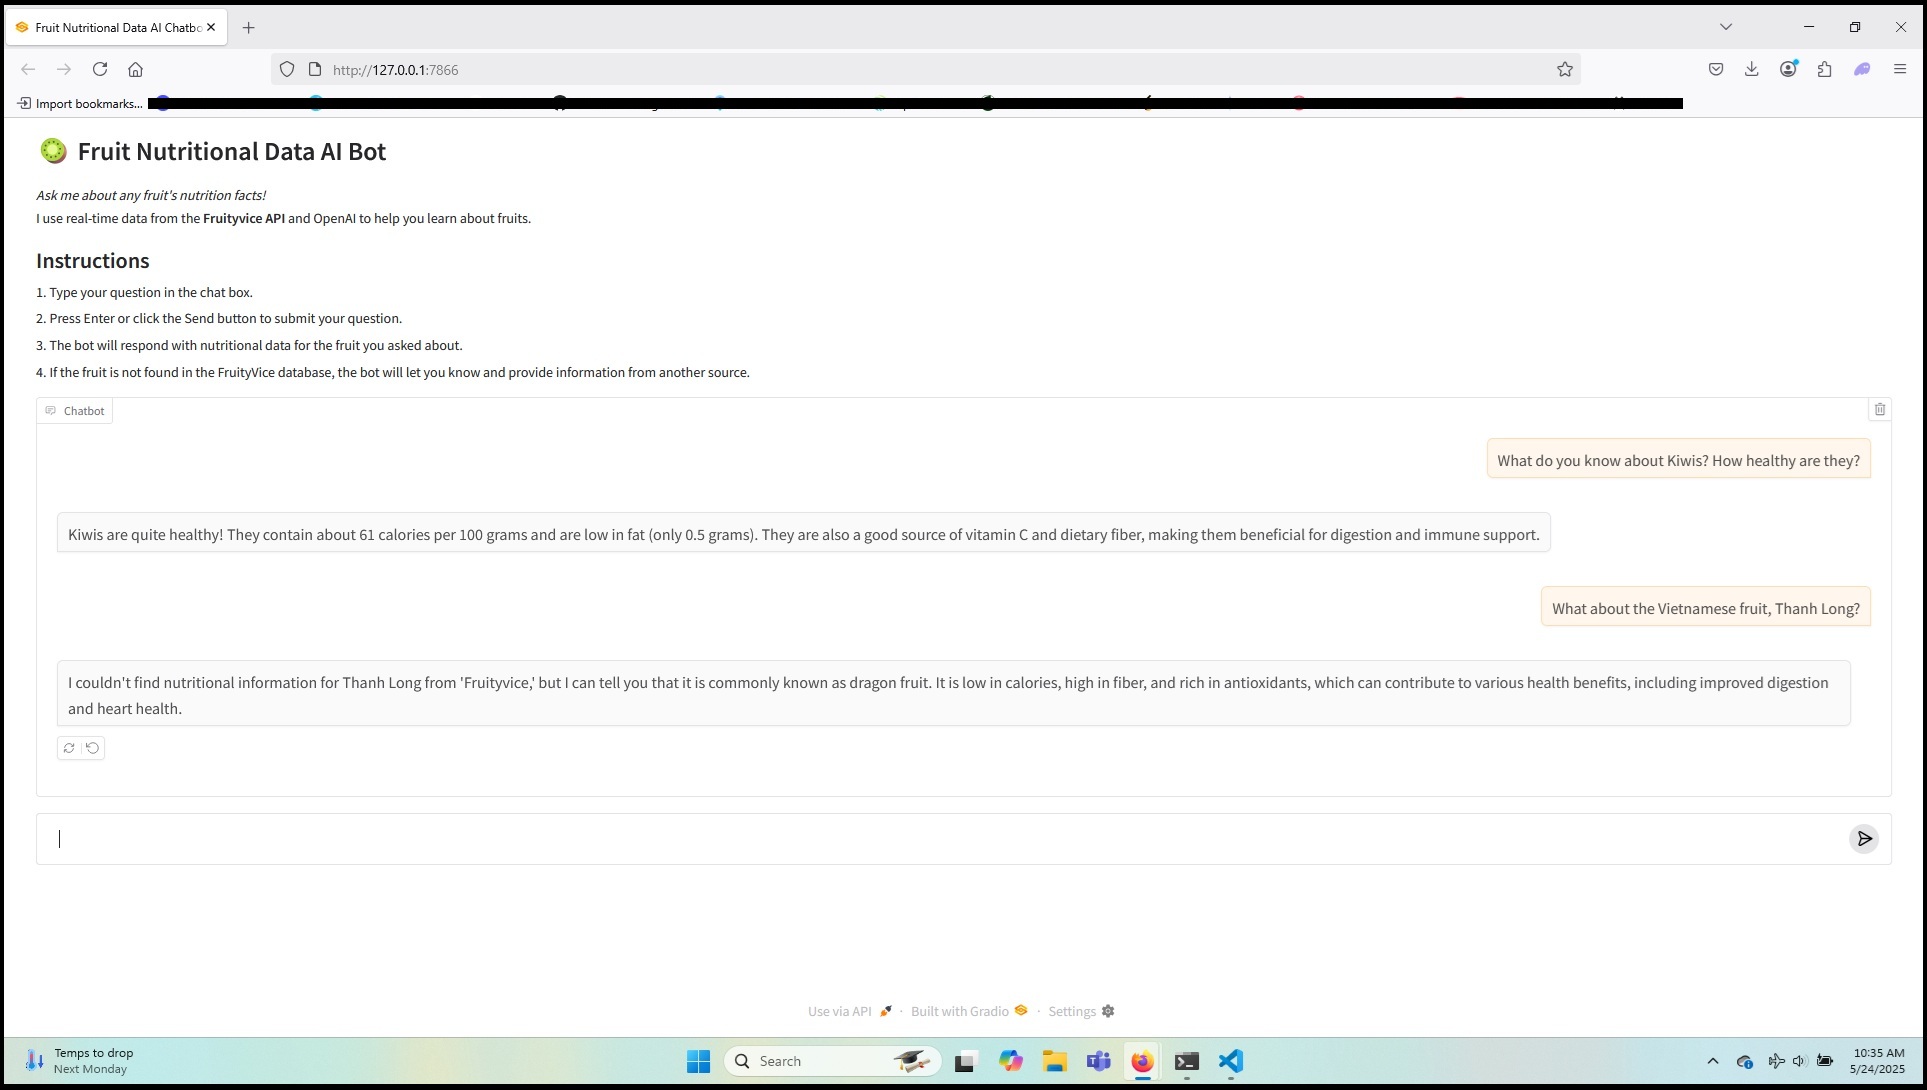 Fruit Nutritional Data AI Chatbo
http://127.0.0.1:7866
Import bookmarks...
Fruit Nutritional Data AI Bot
Ask me about any fruit's nutrition facts!
I use real-time data from the Fruityvice API and OpenAI to help you learn about fruits.
Instructions
1. Type your question in the chat box.
2. Press Enter or click the Send button to submit your question.
3. The bot will respond with nutritional data for the fruit you asked about.
4. If the fruit is not found in the FruityVice database, the bot will let you know and provide information from another source.
Chatbot
What do you know about Kiwis? How healthy are they?
Kiwis are quite healthy! They contain about 61 calories per 100 grams and are low in fat (only 0.5 grams). They are also a good source of vitamin C and dietary fiber, making them beneficial for digestion and immune support.
What about the Vietnamese fruit, Thanh Long?
I couldn't find nutritional information for Thanh Long from 'Fruityvice,' but I can tell you that it is commonly known as dragon fruit. It is low in calories, high in fiber, and rich in antioxidants, which can contribute to various health benefits, including improved digestion
and heart health.
Use via API · Built with Gradio · Settings
Temps to drop
Next Monday
Search
10:35 AM
5/24/2025